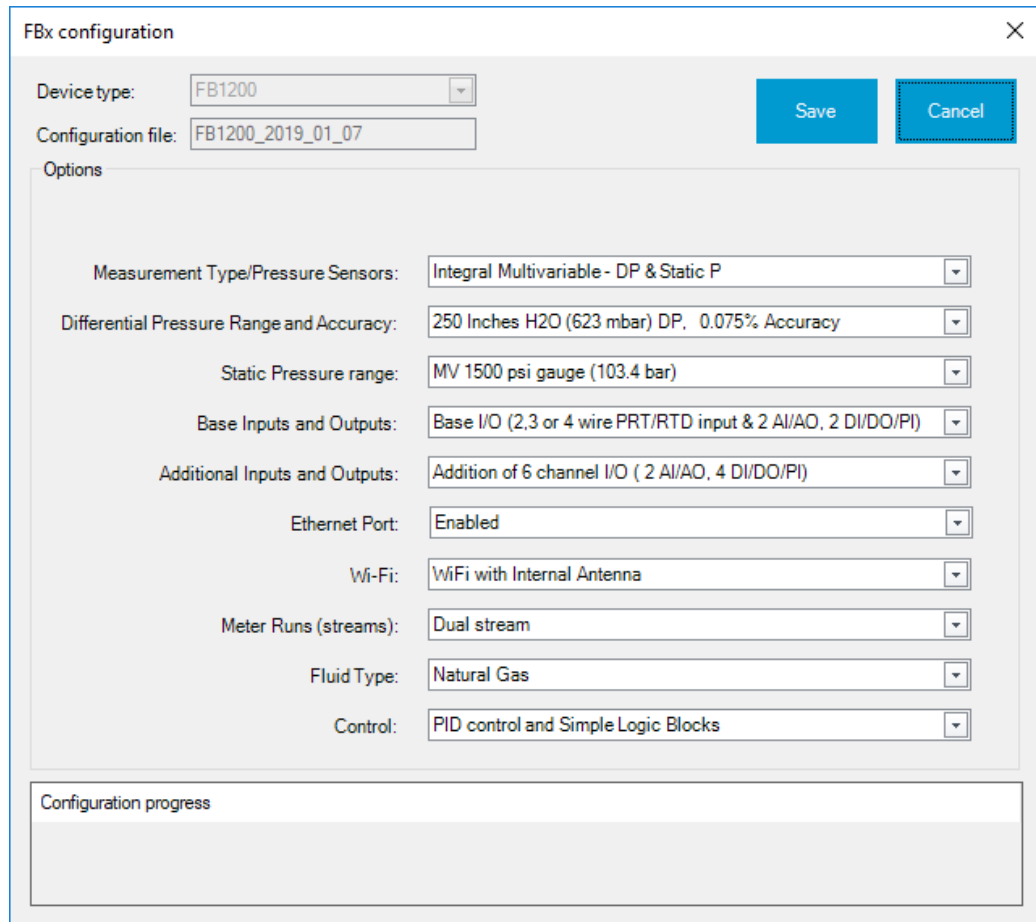 FBx configuration
Device type: FB1200
Save
Cancel
Configuration file: FB1200_2019_01_07
Options
Measurement Type/Pressure Sensors: Integral Multivariable - DP & Static P
Differential Pressure Range and Accuracy: 250 Inches H2O (623 mbar) DP, 0.075% Accuracy
Static Pressure range: MV 1500 psi gauge (103.4 bar)
Base Inputs and Outputs: Base I/O (2,3 or 4 wire PRT/RTD input & 2 AI/AO, 2 DI/DO/PI)
Additional Inputs and Outputs: Addition of 6 channel I/O ( 2 AI/AO, 4 DI/DO/PI)
Ethernet Port: Enabled
Wi-Fi: WiFi with Internal Antenna
Meter Runs (streams): Dual stream
Fluid Type: Natural Gas
Control: PID control and Simple Logic Blocks
Configuration progress